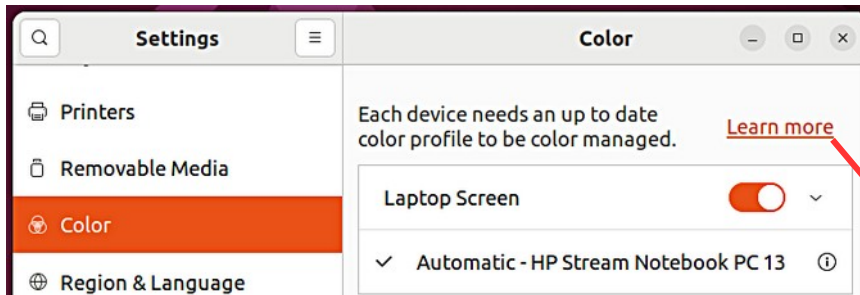 Settings
Color
Printers
Removable Media
Color
Region & Language
Each device needs an up to date
color profile to be color managed.
Learn more
Laptop Screen
Automatic - HP Stream Notebook PC 13